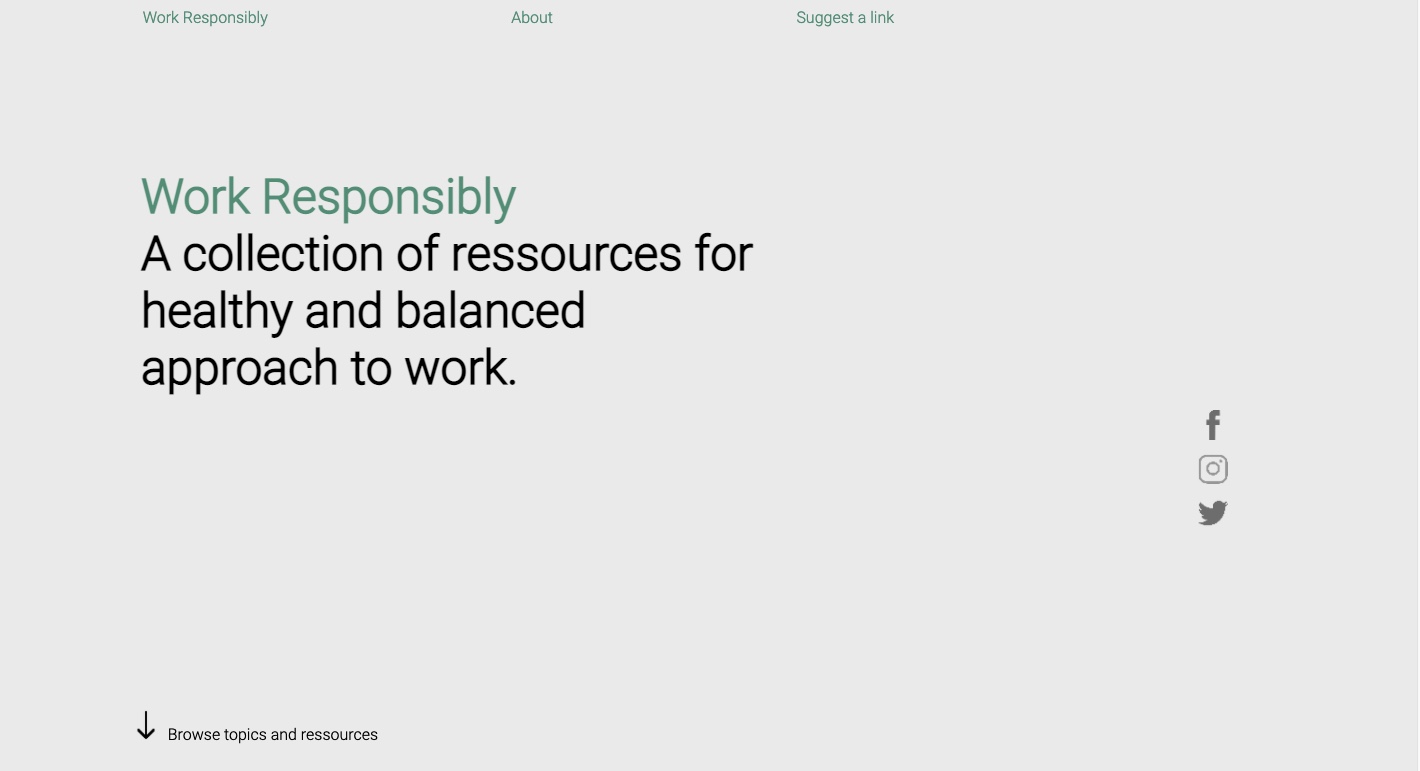 Work Responsibly
About
Suggest a link
Work Responsibly
A collection of ressources for
healthy and balanced
approach to work.
Browse topics and ressources